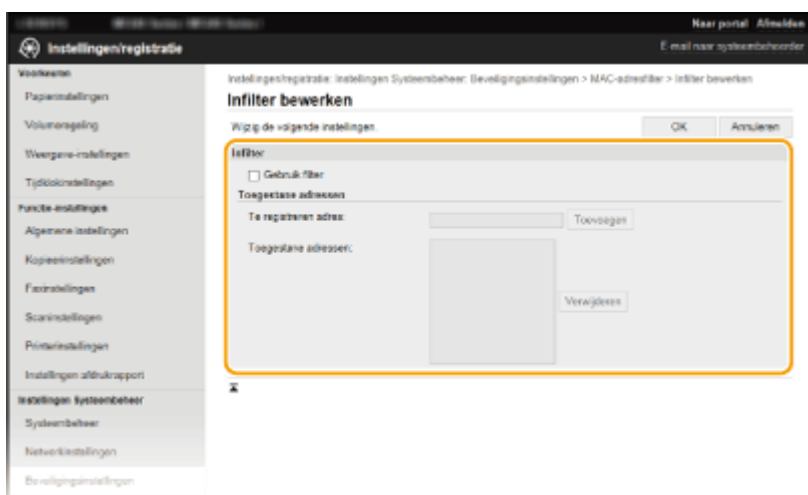 Naar portal Afmelden
Instellingen/registratie
E-mail naar systeembeheerder
Voorkeuren
Papierinstellingen
Volumeregeling
Weergave-instellingen
Tijdklokinstellingen
Functie-instellingen
Algemene instellingen
Kopieerinstellingen
Faxinstellingen
Scaninstellingen
Printerinstellingen
Instellingen afdrukrapport
Instellingen Systeembeheer
Systeembeheer
Netwerkinstellingen
Beveiligingsinstellingen
Instellingen/registratie: Instellingen Systeembeheer: Beveiligingsinstellingen > MAC-adresfilter > Infilter bewerken
Infilter bewerken
Wijzig de volgende instellingen.
OK Annuleren
Infilter
Gebruik filter
Toegestane adressen
Te registreren adres:
Toevoegen
Toegestane adressen:
Verwijderen